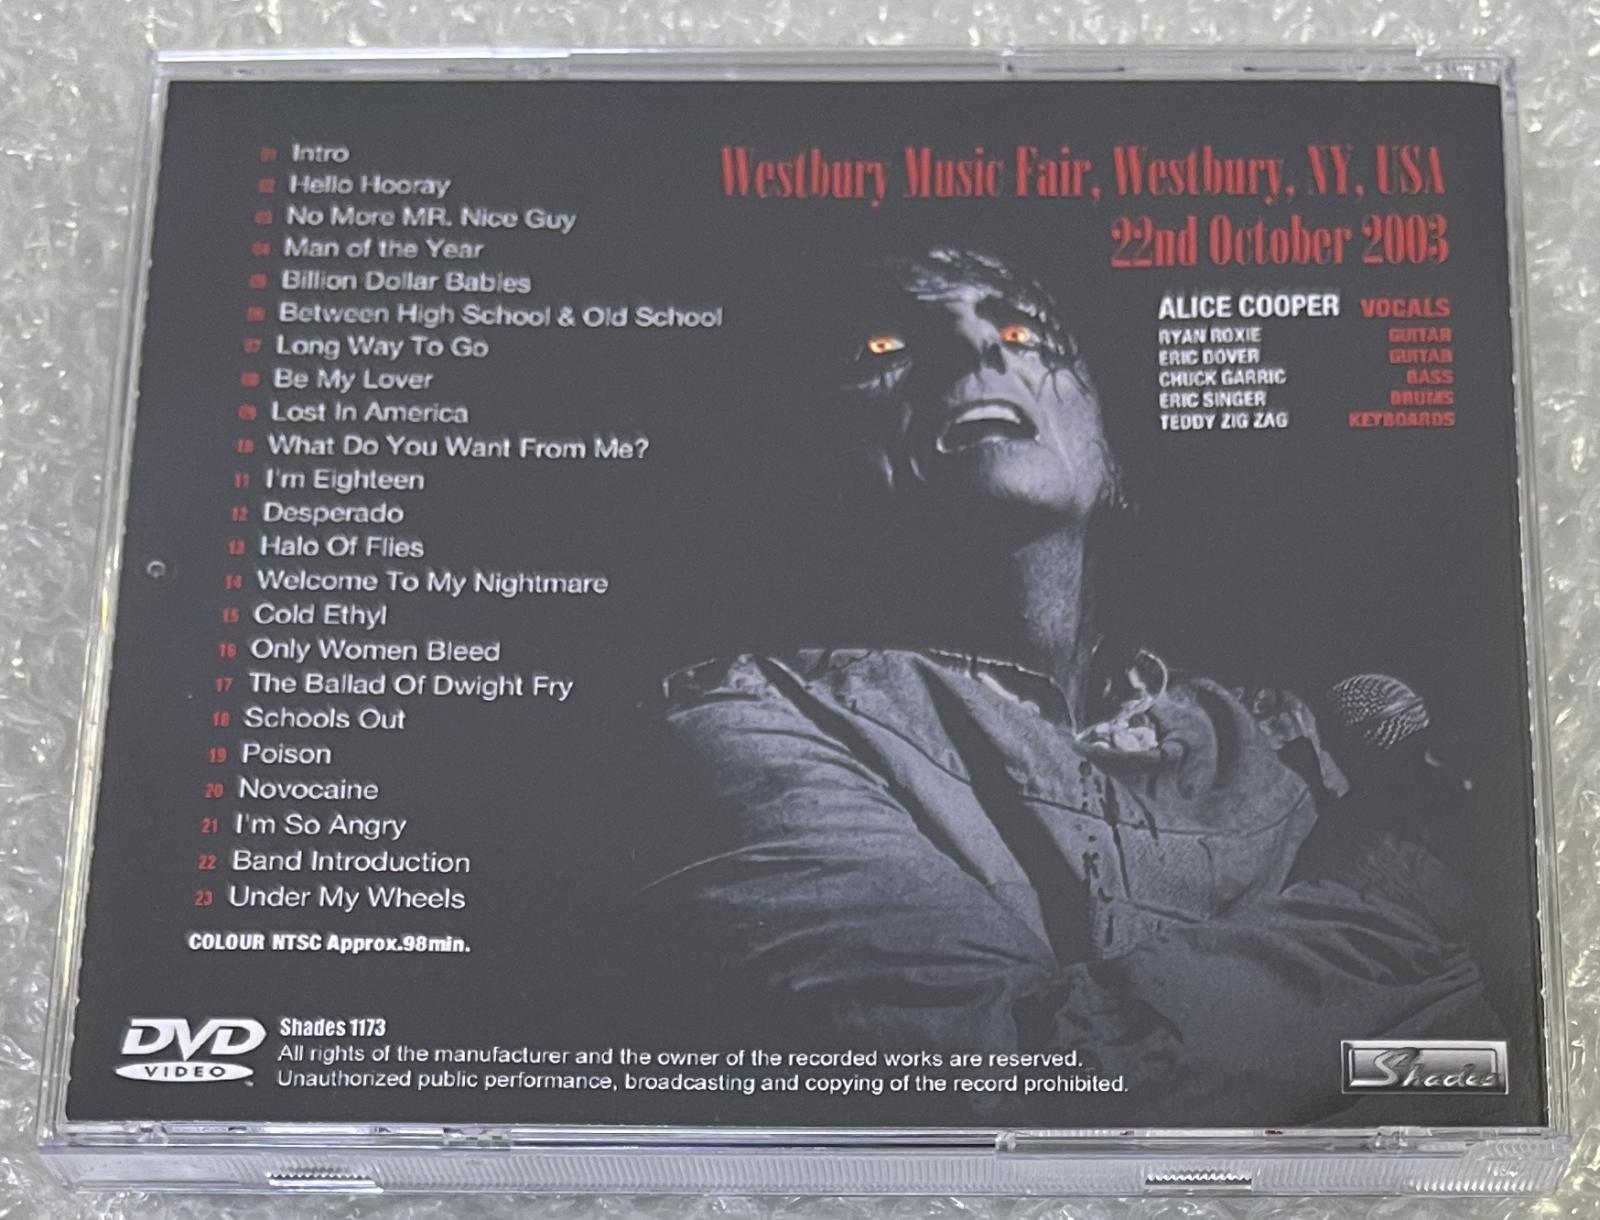 01 Intro
02 Hello Hooray
03 No More MR. Nice Guy
04 Man of the Year
05 Billion Dollar Babies
06 Between High School & Old School
07 Long Way To Go
08 Be My Lover
09 Lost In America
10 What Do You Want From Me?
11 I'm Eighteen
12 Desperado
13 Halo Of Flies
14 Welcome To My Nightmare
15 Cold Ethyl
16 Only Women Bleed
17 The Ballad Of Dwight Fry
18 Schools Out
19 Poison
20 Novocaine
21 I'm So Angry
22 Band Introduction
23 Under My Wheels
COLOUR NTSC Approx.98min.
Westbury Music Fair, Westbury, NY, USA
22nd October 2003
ALICE COOPER VOCALS
RYAN ROXIE GUITAR
ERIC DOVER GUITAR
CHUCK GARRIC BASS
ERIC SINGER DRUMS
TEDDY ZIG ZAG KEYBOARDS
DVD
VIDEO
Shades 1173
All rights of the manufacturer and the owner of the recorded works are reserved.
Unauthorized public performance, broadcasting and copying of the record prohibited.
Shades